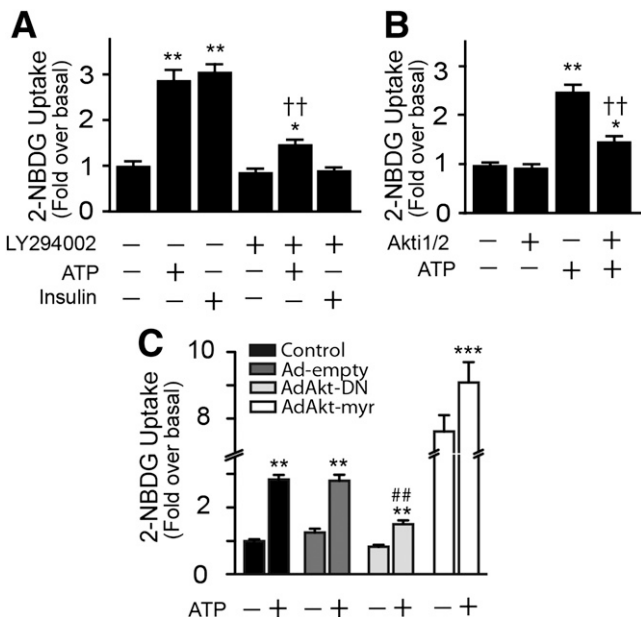 A
2-NBDG Uptake
(Fold over basal)
3
2
1
0
** ** †† *
LY294002 – – – + + +
ATP – + – – + –
Insulin – – + – – +
B
2-NBDG Uptake
(Fold over basal)
3
2
1
0
** †† *
Akti1/2 – + – +
ATP – – + +
C
2-NBDG Uptake
(Fold over basal)
10
8
2
0
Control
Ad-empty
AdAkt-DN
AdAkt-myr
***
** **
##
**
ATP – + – + – + – +